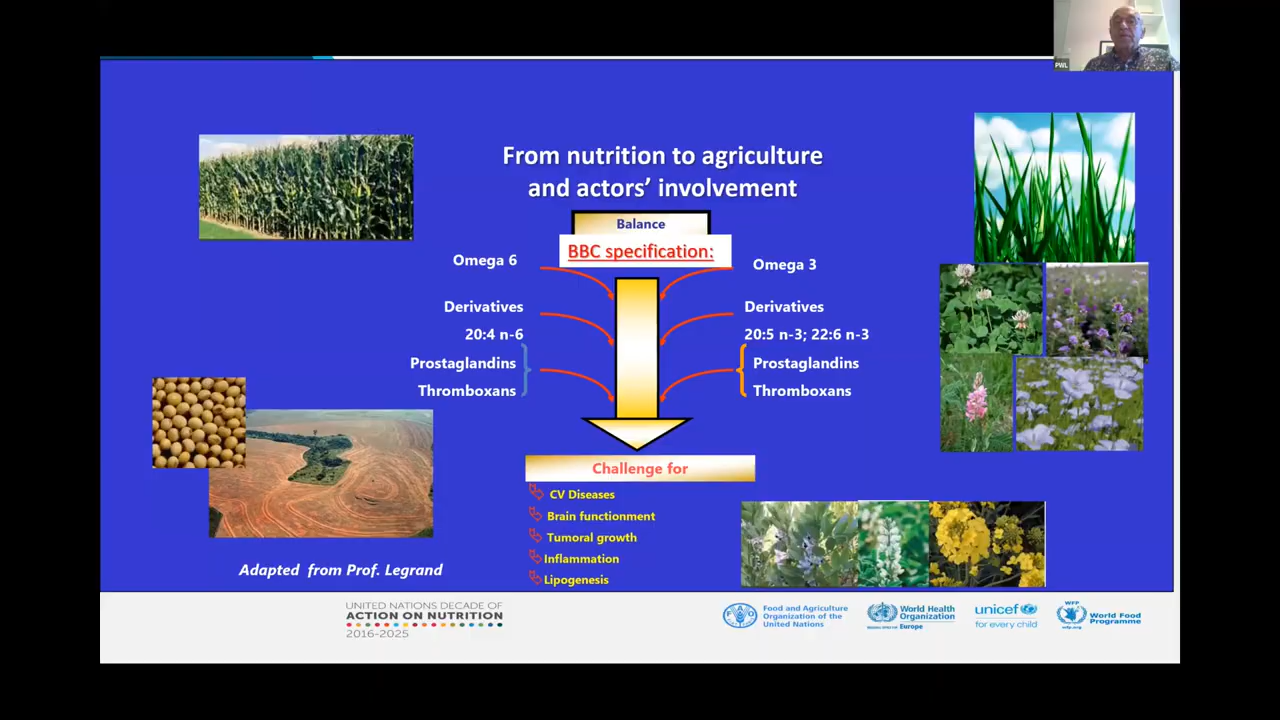 PWL
From nutrition to agriculture
and actors' involvement
Balance
BBC specification:
Omega 6
Omega 3
Derivatives
Derivatives
20:4 n-6
20:5 n-3; 22:6 n-3
Prostaglandins
Prostaglandins
Thromboxans
Thromboxans
Challenge for
CV Diseases
Brain functionment
Tumoral growth
Inflammation
Lipogenesis
Adapted from Prof. Legrand
UNITED NATIONS DECADE OF
ACTION ON NUTRITION
2016-2025
Food and Agriculture
Organization of the
United Nations
World Health
Organization
Europe
unicef
for every child
WFP
wfp.org
World Food
Programme